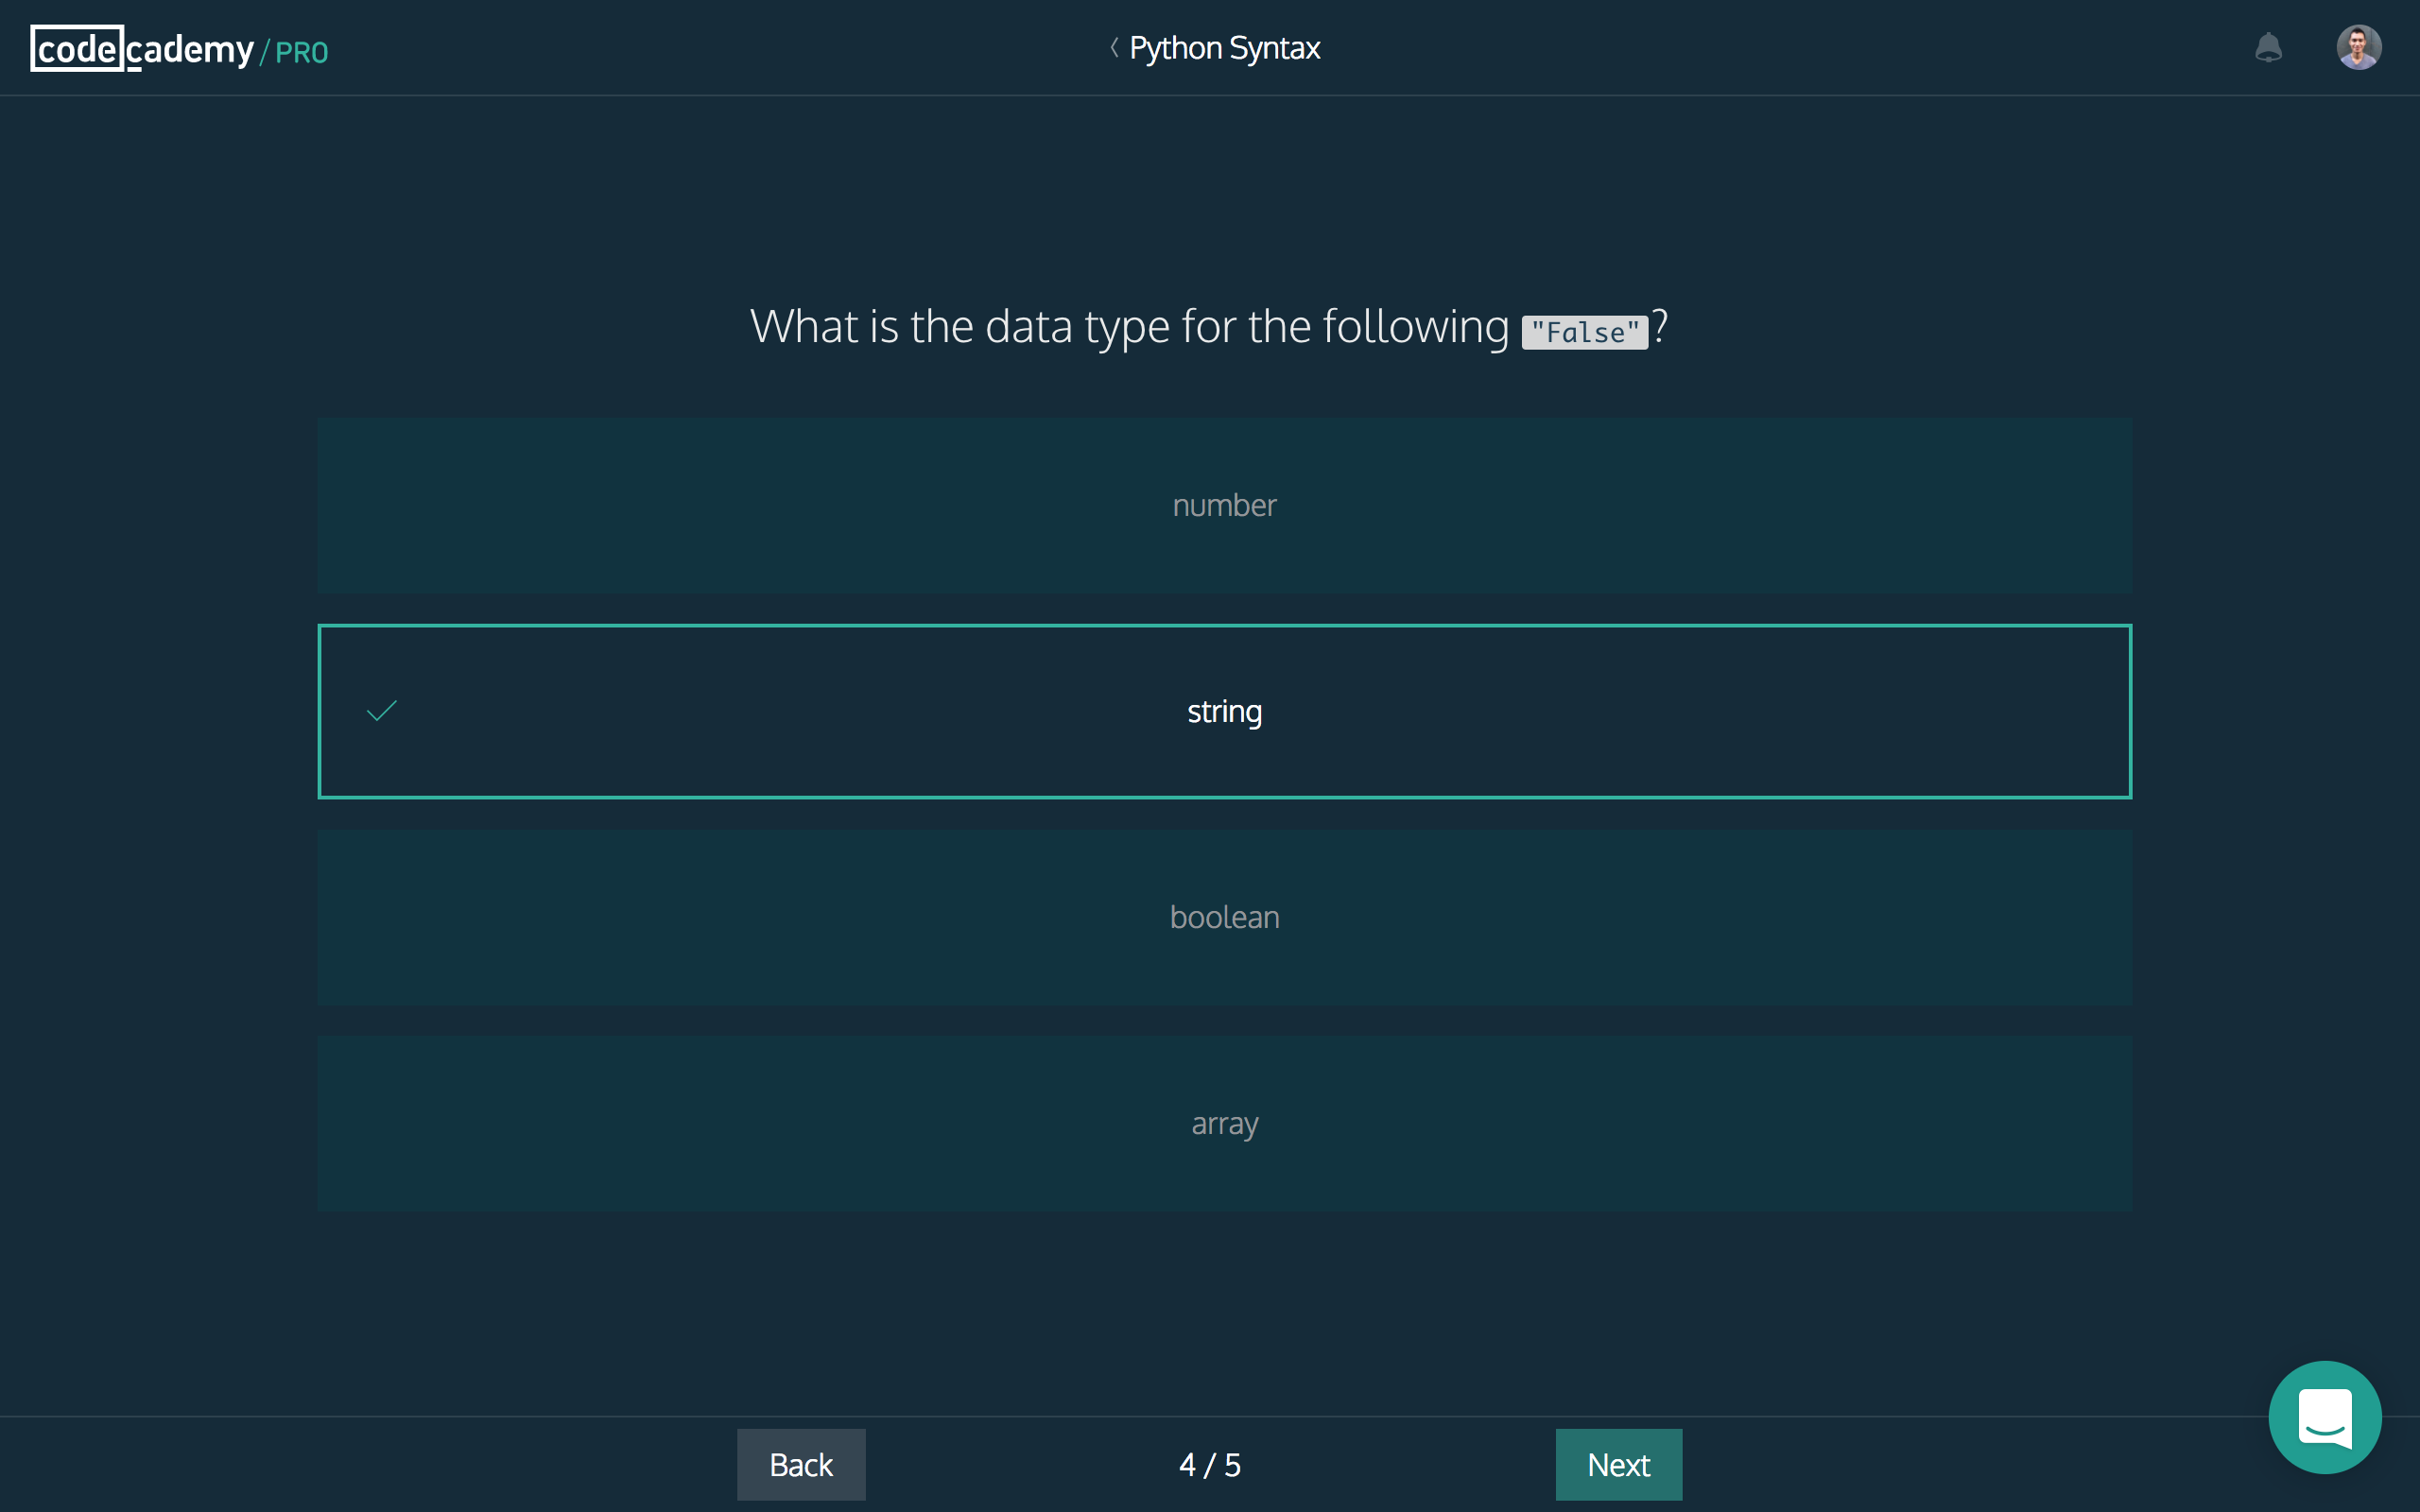 codecademy/PRO
Python Syntax
What is the data type for the following "False"?
number
string
boolean
array
Back
4 / 5
Next